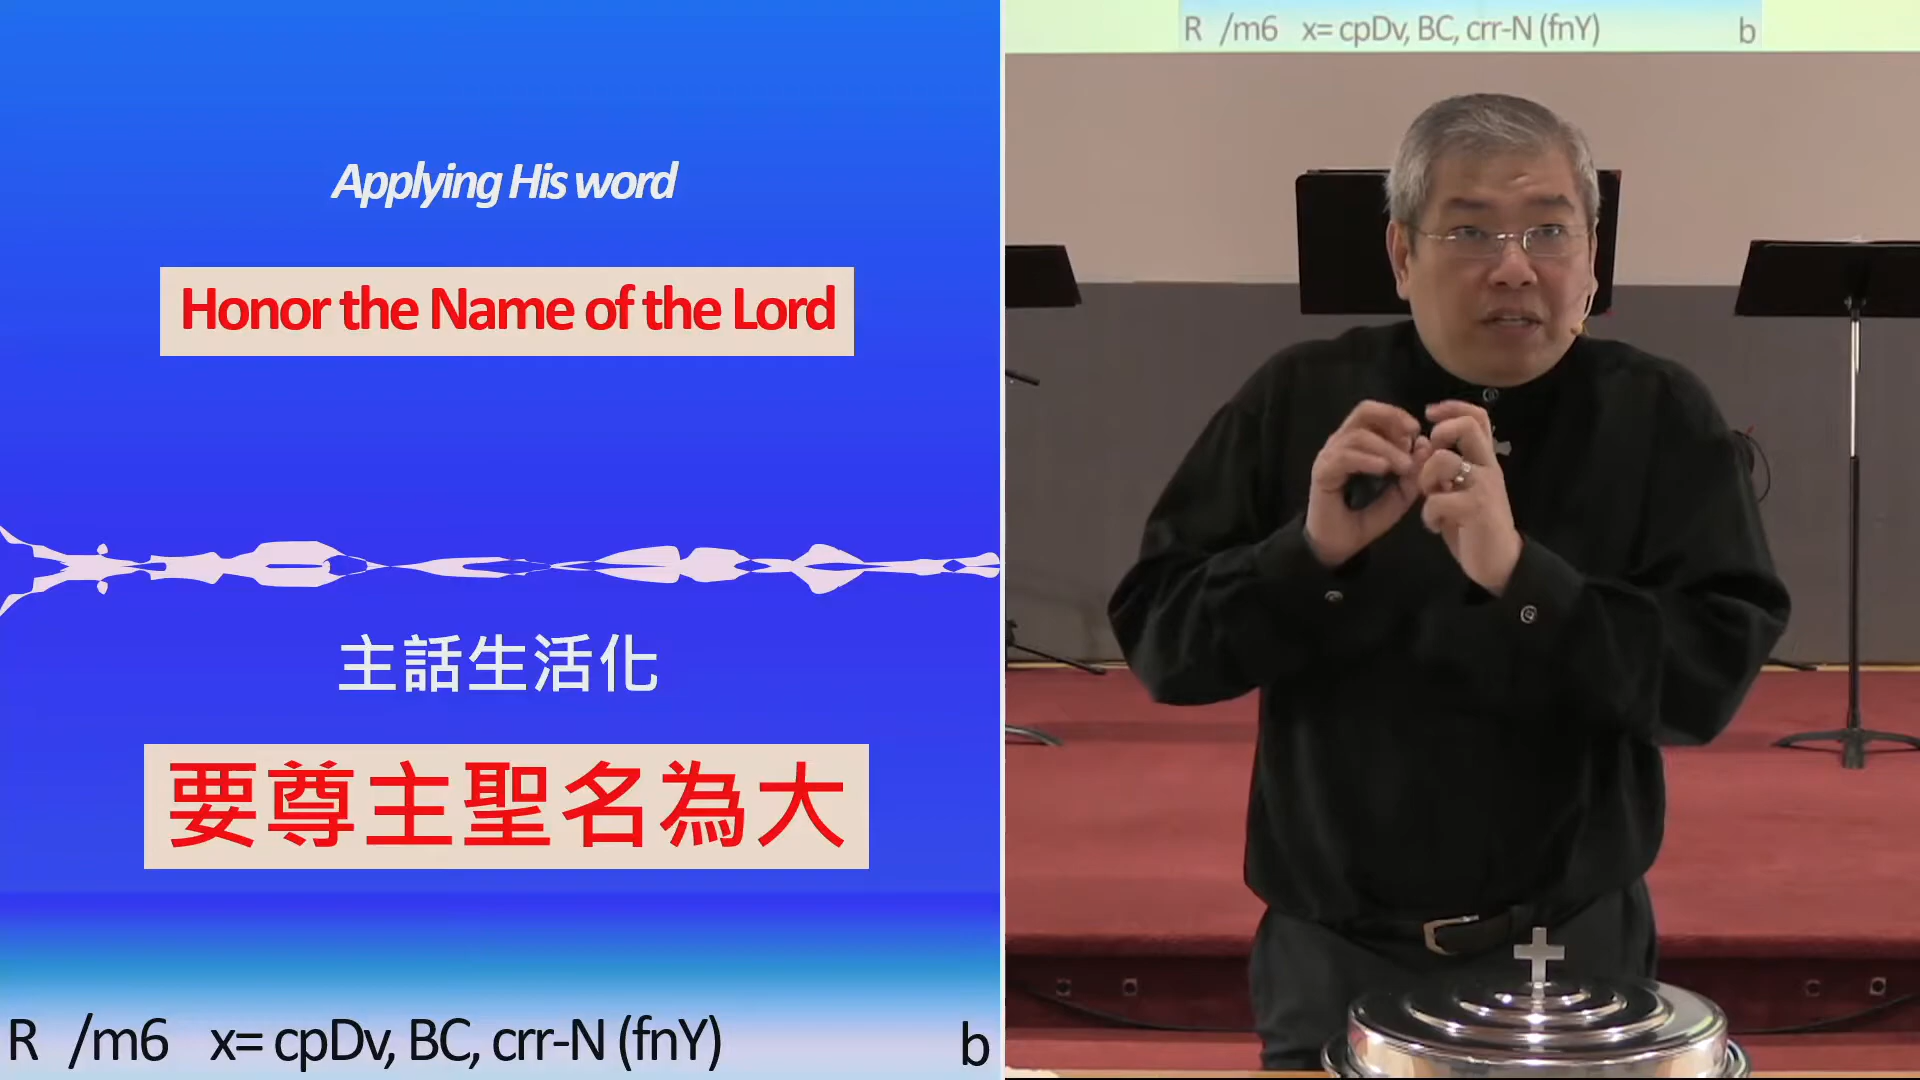 Applying His word
Honor the Name of the Lord
主話生活化
要尊主聖名為大
R /m6 x= cpDv, BC, crr-N (fnY) b
R /m6 x= cpDv, BC, crr-N (fnY) b